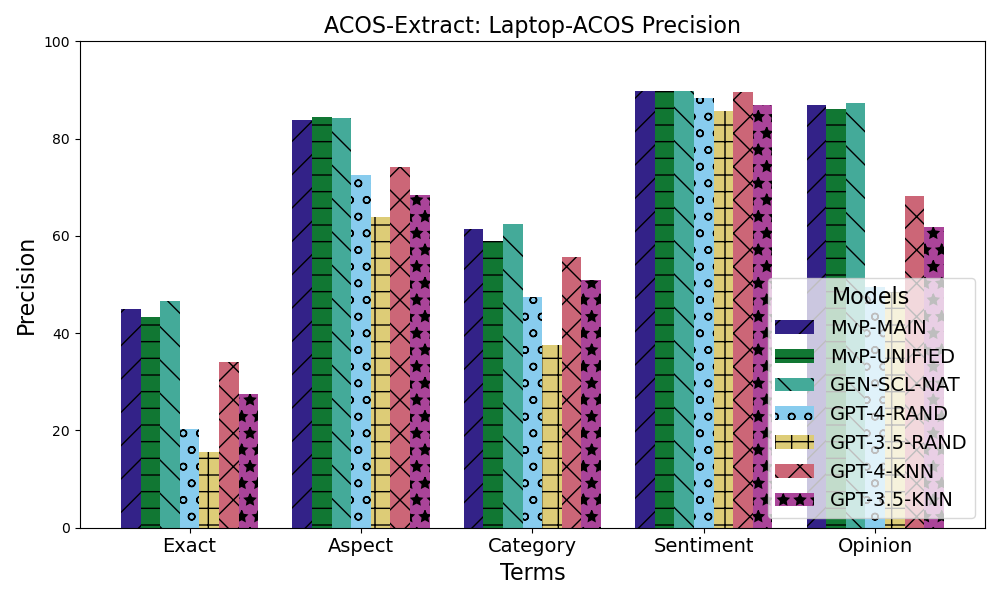 ACOS-Extract: Laptop-ACOS Precision
100
80
60
40
20
0
Precision
Exact
Aspect
Category
Sentiment
Opinion
Terms
Models
MvP-MAIN
MvP-UNIFIED
GEN-SCL-NAT
GPT-4-RAND
GPT-3.5-RAND
GPT-4-KNN
GPT-3.5-KNN